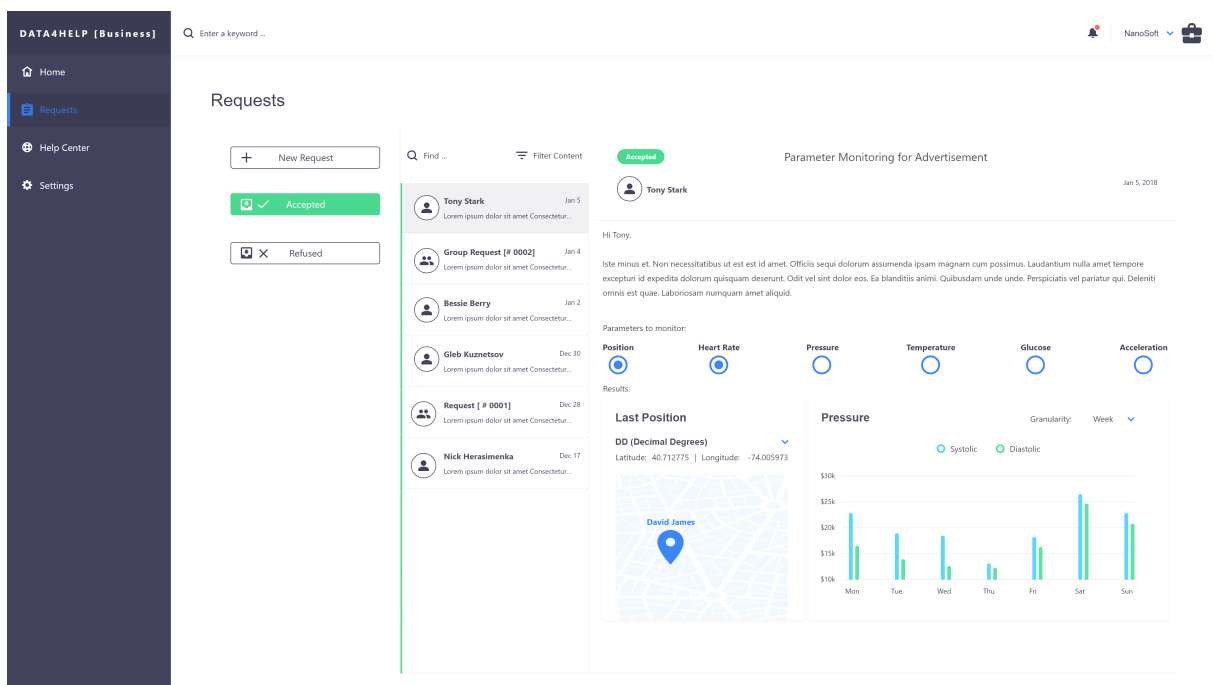 DATA4HELP [Business]
Enter a keyword ...
NanoSoft
Home
Requests
Help Center
Settings
Requests
New Request
Accepted
Refused
Find ...
Filter Content
Tony Stark
Jan 5
Lorem ipsum dolor sit amet Consectetur...
Group Request [# 0002]
Jan 4
Lorem ipsum dolor sit amet Consectetur...
Bessie Berry
Jan 2
Lorem ipsum dolor sit amet Consectetur...
Gleb Kuznetsov
Dec 30
Lorem ipsum dolor sit amet Consectetur...
Request [ # 0001]
Dec 28
Lorem ipsum dolor sit amet Consectetur...
Nick Herasimenka
Dec 17
Lorem ipsum dolor sit amet Consectetur...
Accepted
Parameter Monitoring for Advertisement
Tony Stark
Jan 5, 2018
Hi Tony,
Iste minus et. Non necessitatibus ut est est id amet. Officiis sequi dolorum assumenda ipsam magnam cum possimus. Laudantium nulla amet tempore
excepturi id expedita dolorum quisquam deserunt. Odit vel sint dolor eos. Ea blanditiis animi. Quibusdam unde unde. Perspiciatis vel pariatur qui. Deleniti
omnis est quae. Laboriosam numquam amet aliquid.
Parameters to monitor:
Position
Heart Rate
Pressure
Temperature
Glucose
Acceleration
Results:
Last Position
DD (Decimal Degrees)
Latitude: 40.712775 | Longitude: -74.005973
David James
Pressure
Granularity: Week
Systolic
Diastolic
$30k
$25k
$20k
$15k
$10k
Mon Tue Wed Thu Fri Sat Sun